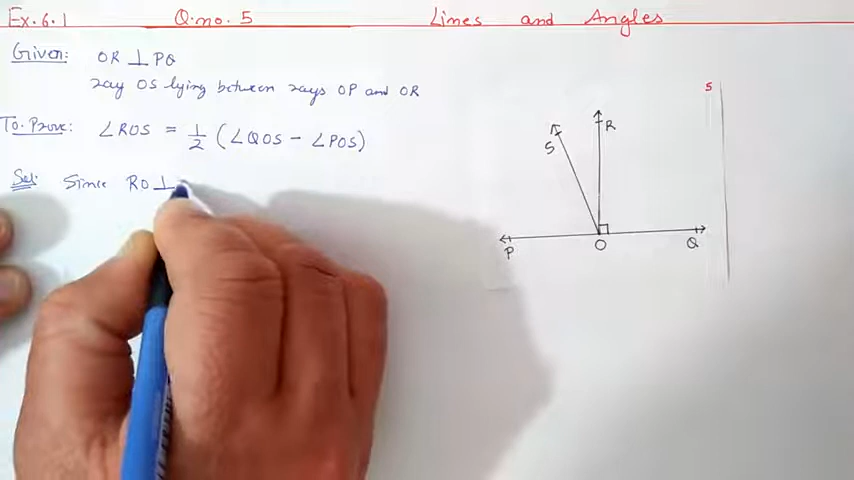 Ex. 6.1 Q.no. 5 Lines and Angles
Given: OR ⊥ PQ
ray OS lying between rays OP and OR
To Prove: ∠ROS = 1/2 (∠QOS - ∠POS)
Sol: Since RO ⊥
S
R
S
P
O
Q